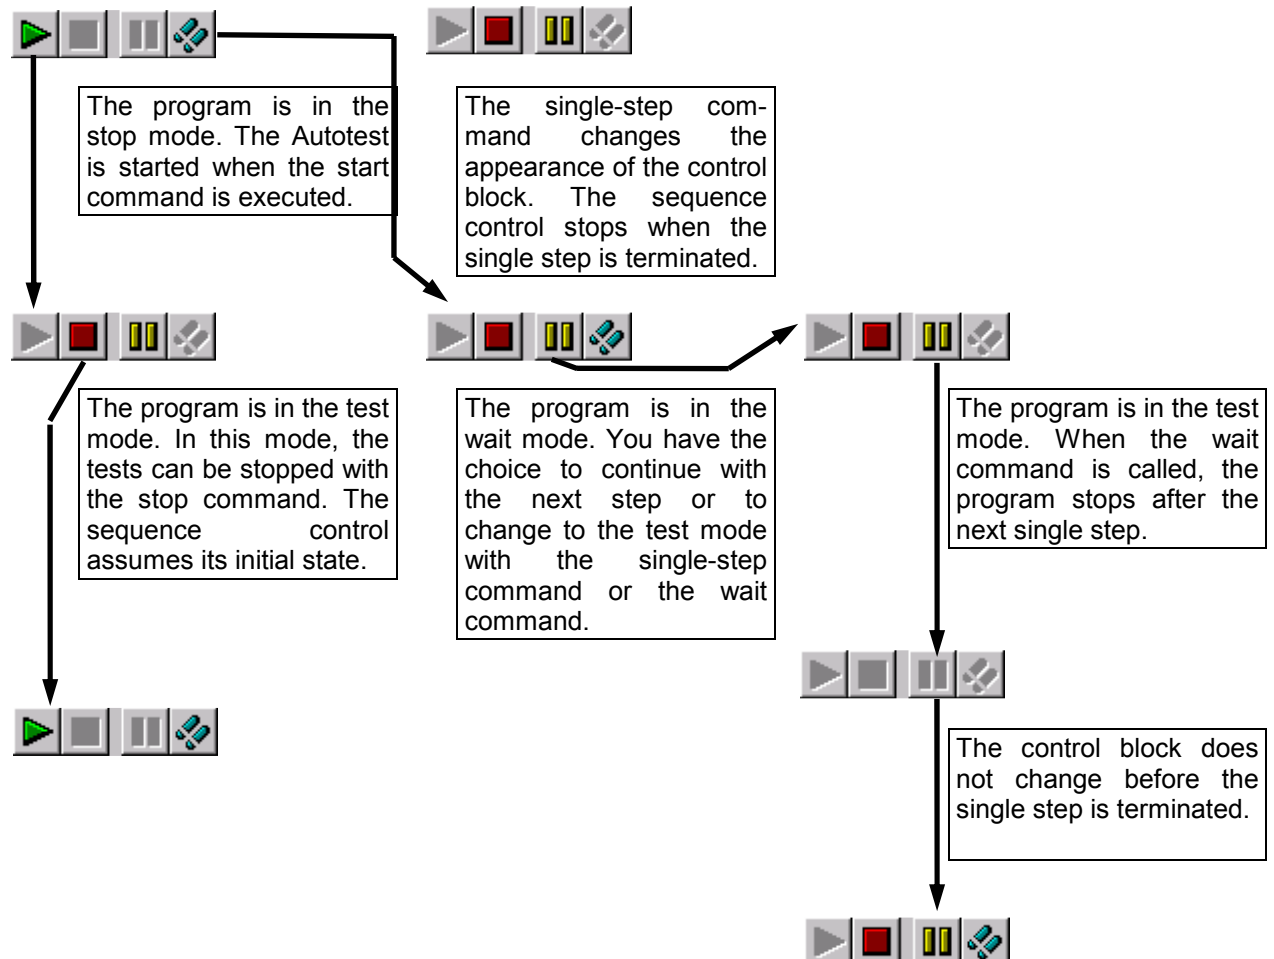 The program is in the
stop mode. The Autotest
is started when the start
command is executed.
The single-step com-
mand changes the
appearance of the control
block. The sequence
control stops when the
single step is terminated.
The program is in the test
mode. In this mode, the
tests can be stopped with
the stop command. The
sequence control
assumes its initial state.
The program is in the
wait mode. You have the
choice to continue with
the next step or to
change to the test mode
with the single-step
command or the wait
command.
The program is in the test
mode. When the wait
command is called, the
program stops after the
next single step.
The control block does
not change before the
single step is terminated.